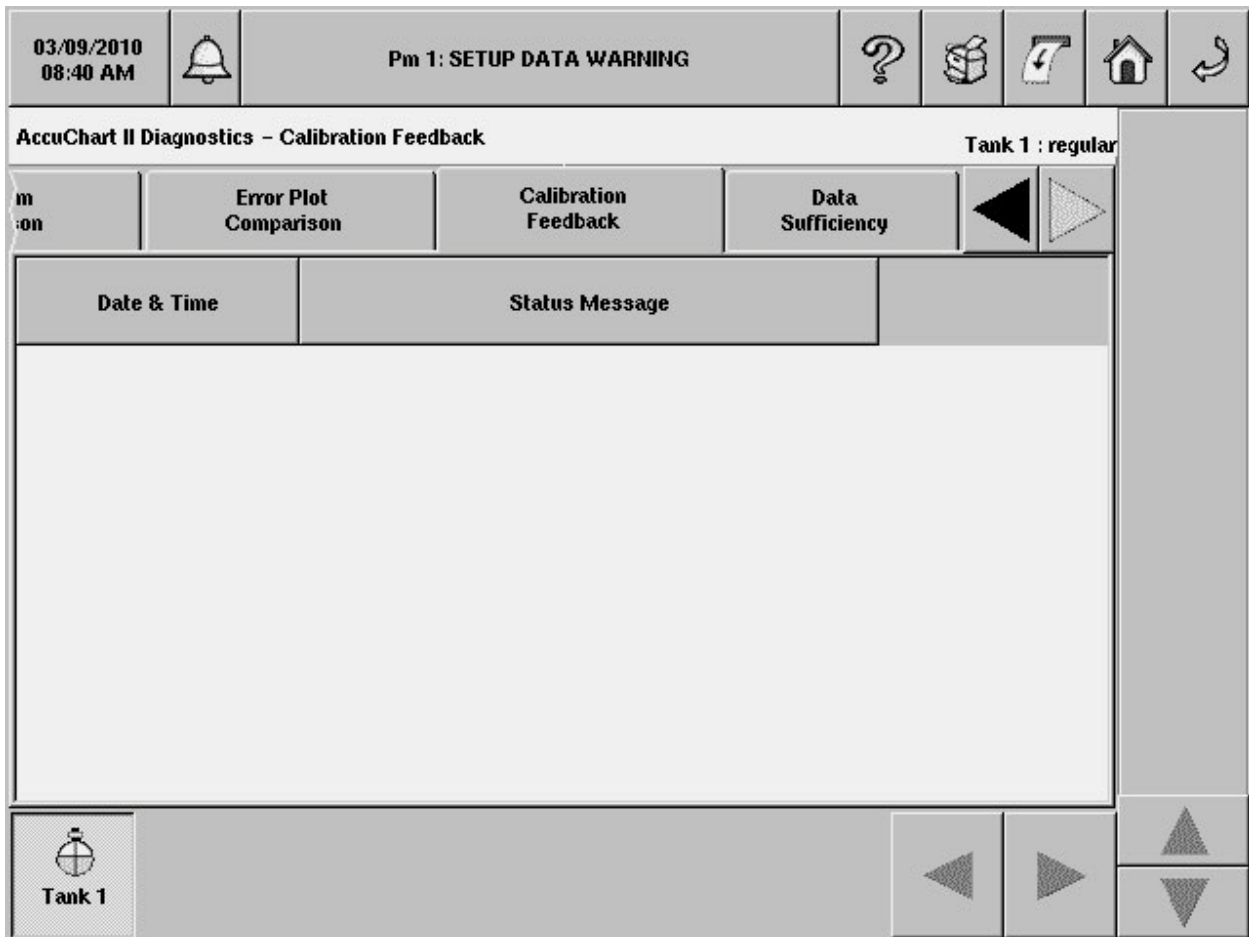 03/09/2010
08:40 AM
Pm 1: SETUP DATA WARNING
AccuChart II Diagnostics – Calibration Feedback
Tank 1 : regular
m
on
Error Plot
Comparison
Calibration
Feedback
Data
Sufficiency
Date & Time
Status Message
Tank 1